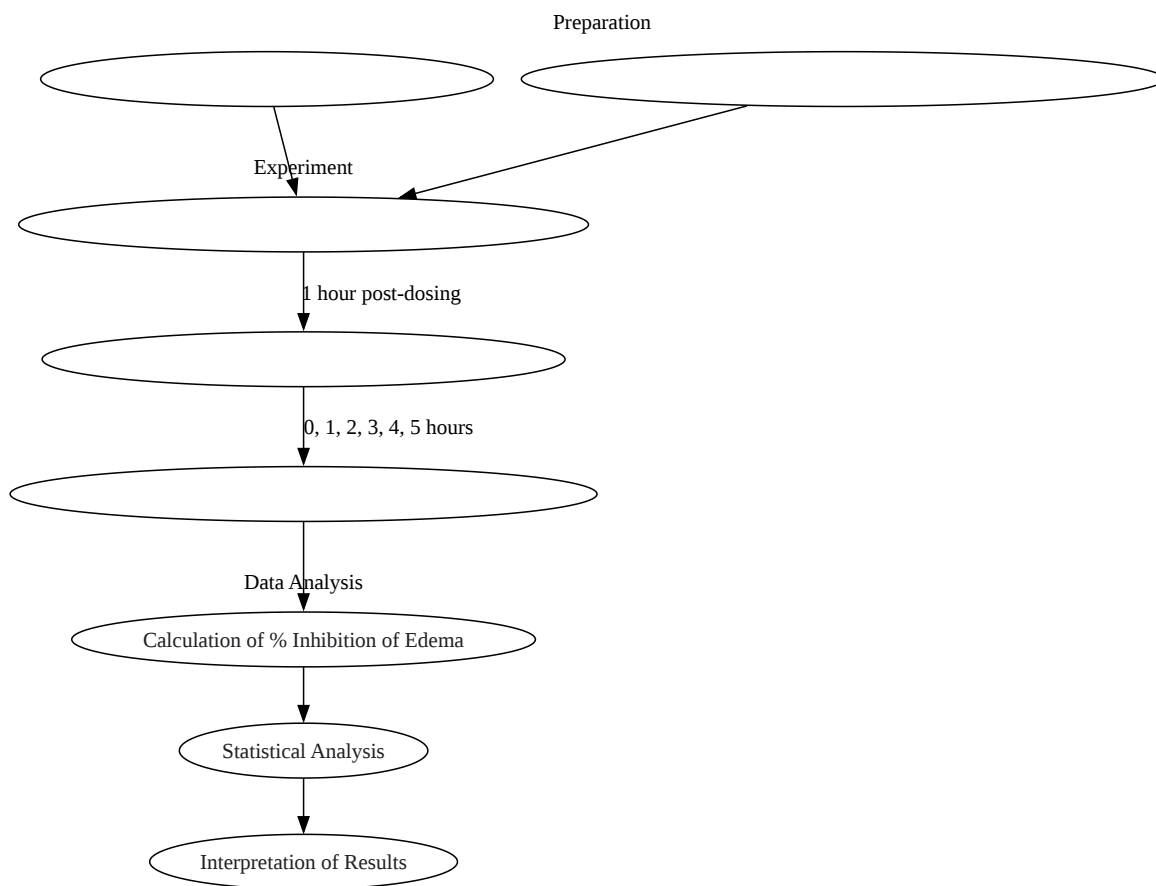 Preparation
Experiment
1 hour post-dosing
0, 1, 2, 3, 4, 5 hours
Data Analysis
Calculation of % Inhibition of Edema
Statistical Analysis
Interpretation of Results